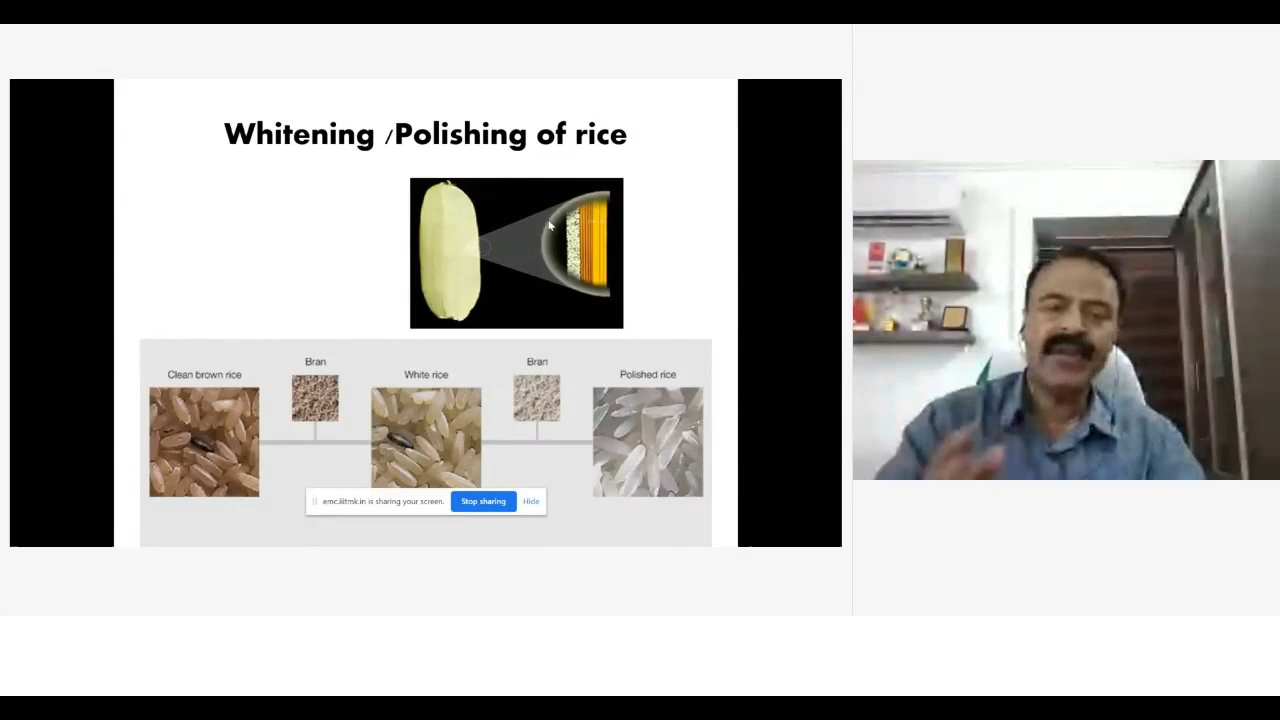 Whitening /Polishing of rice
Bran
Bran
Clean brown rice
White rice
Polished rice
emc.iiitmk.in is sharing your screen.
Stop sharing
Hide